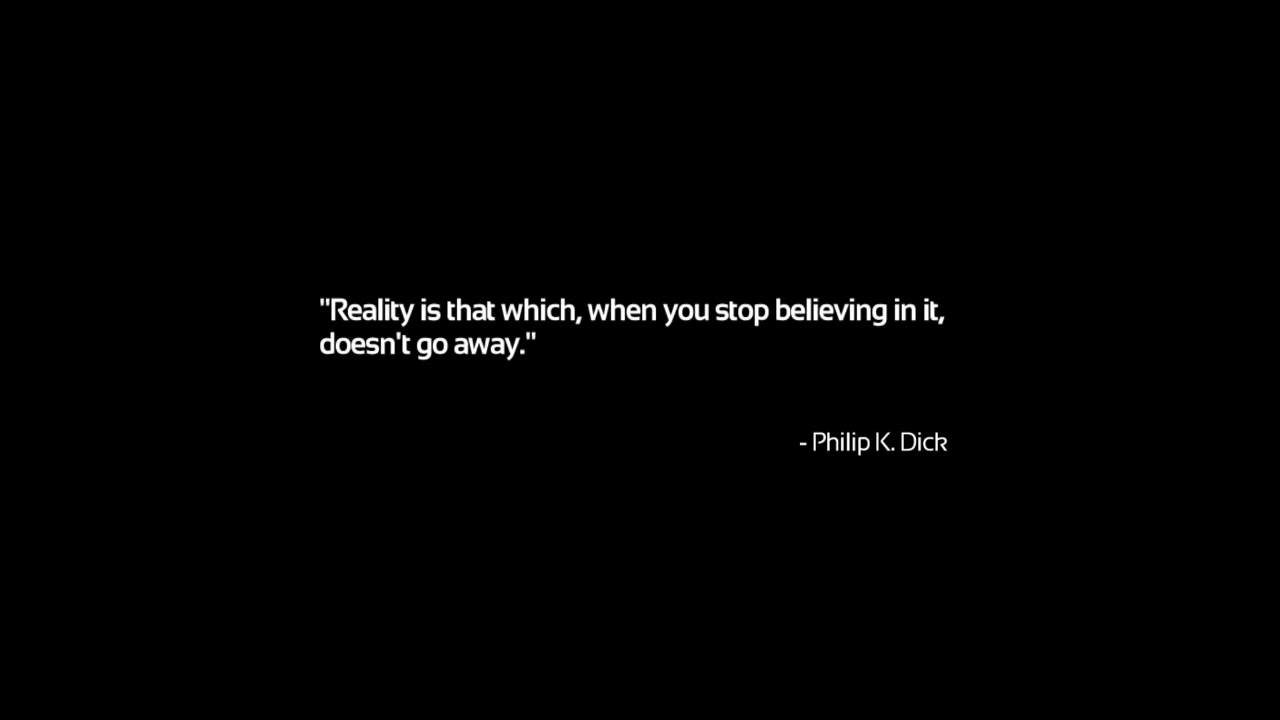 "Reality is that which, when you stop believing in it,
doesn't go away."
- Philip K. Dick